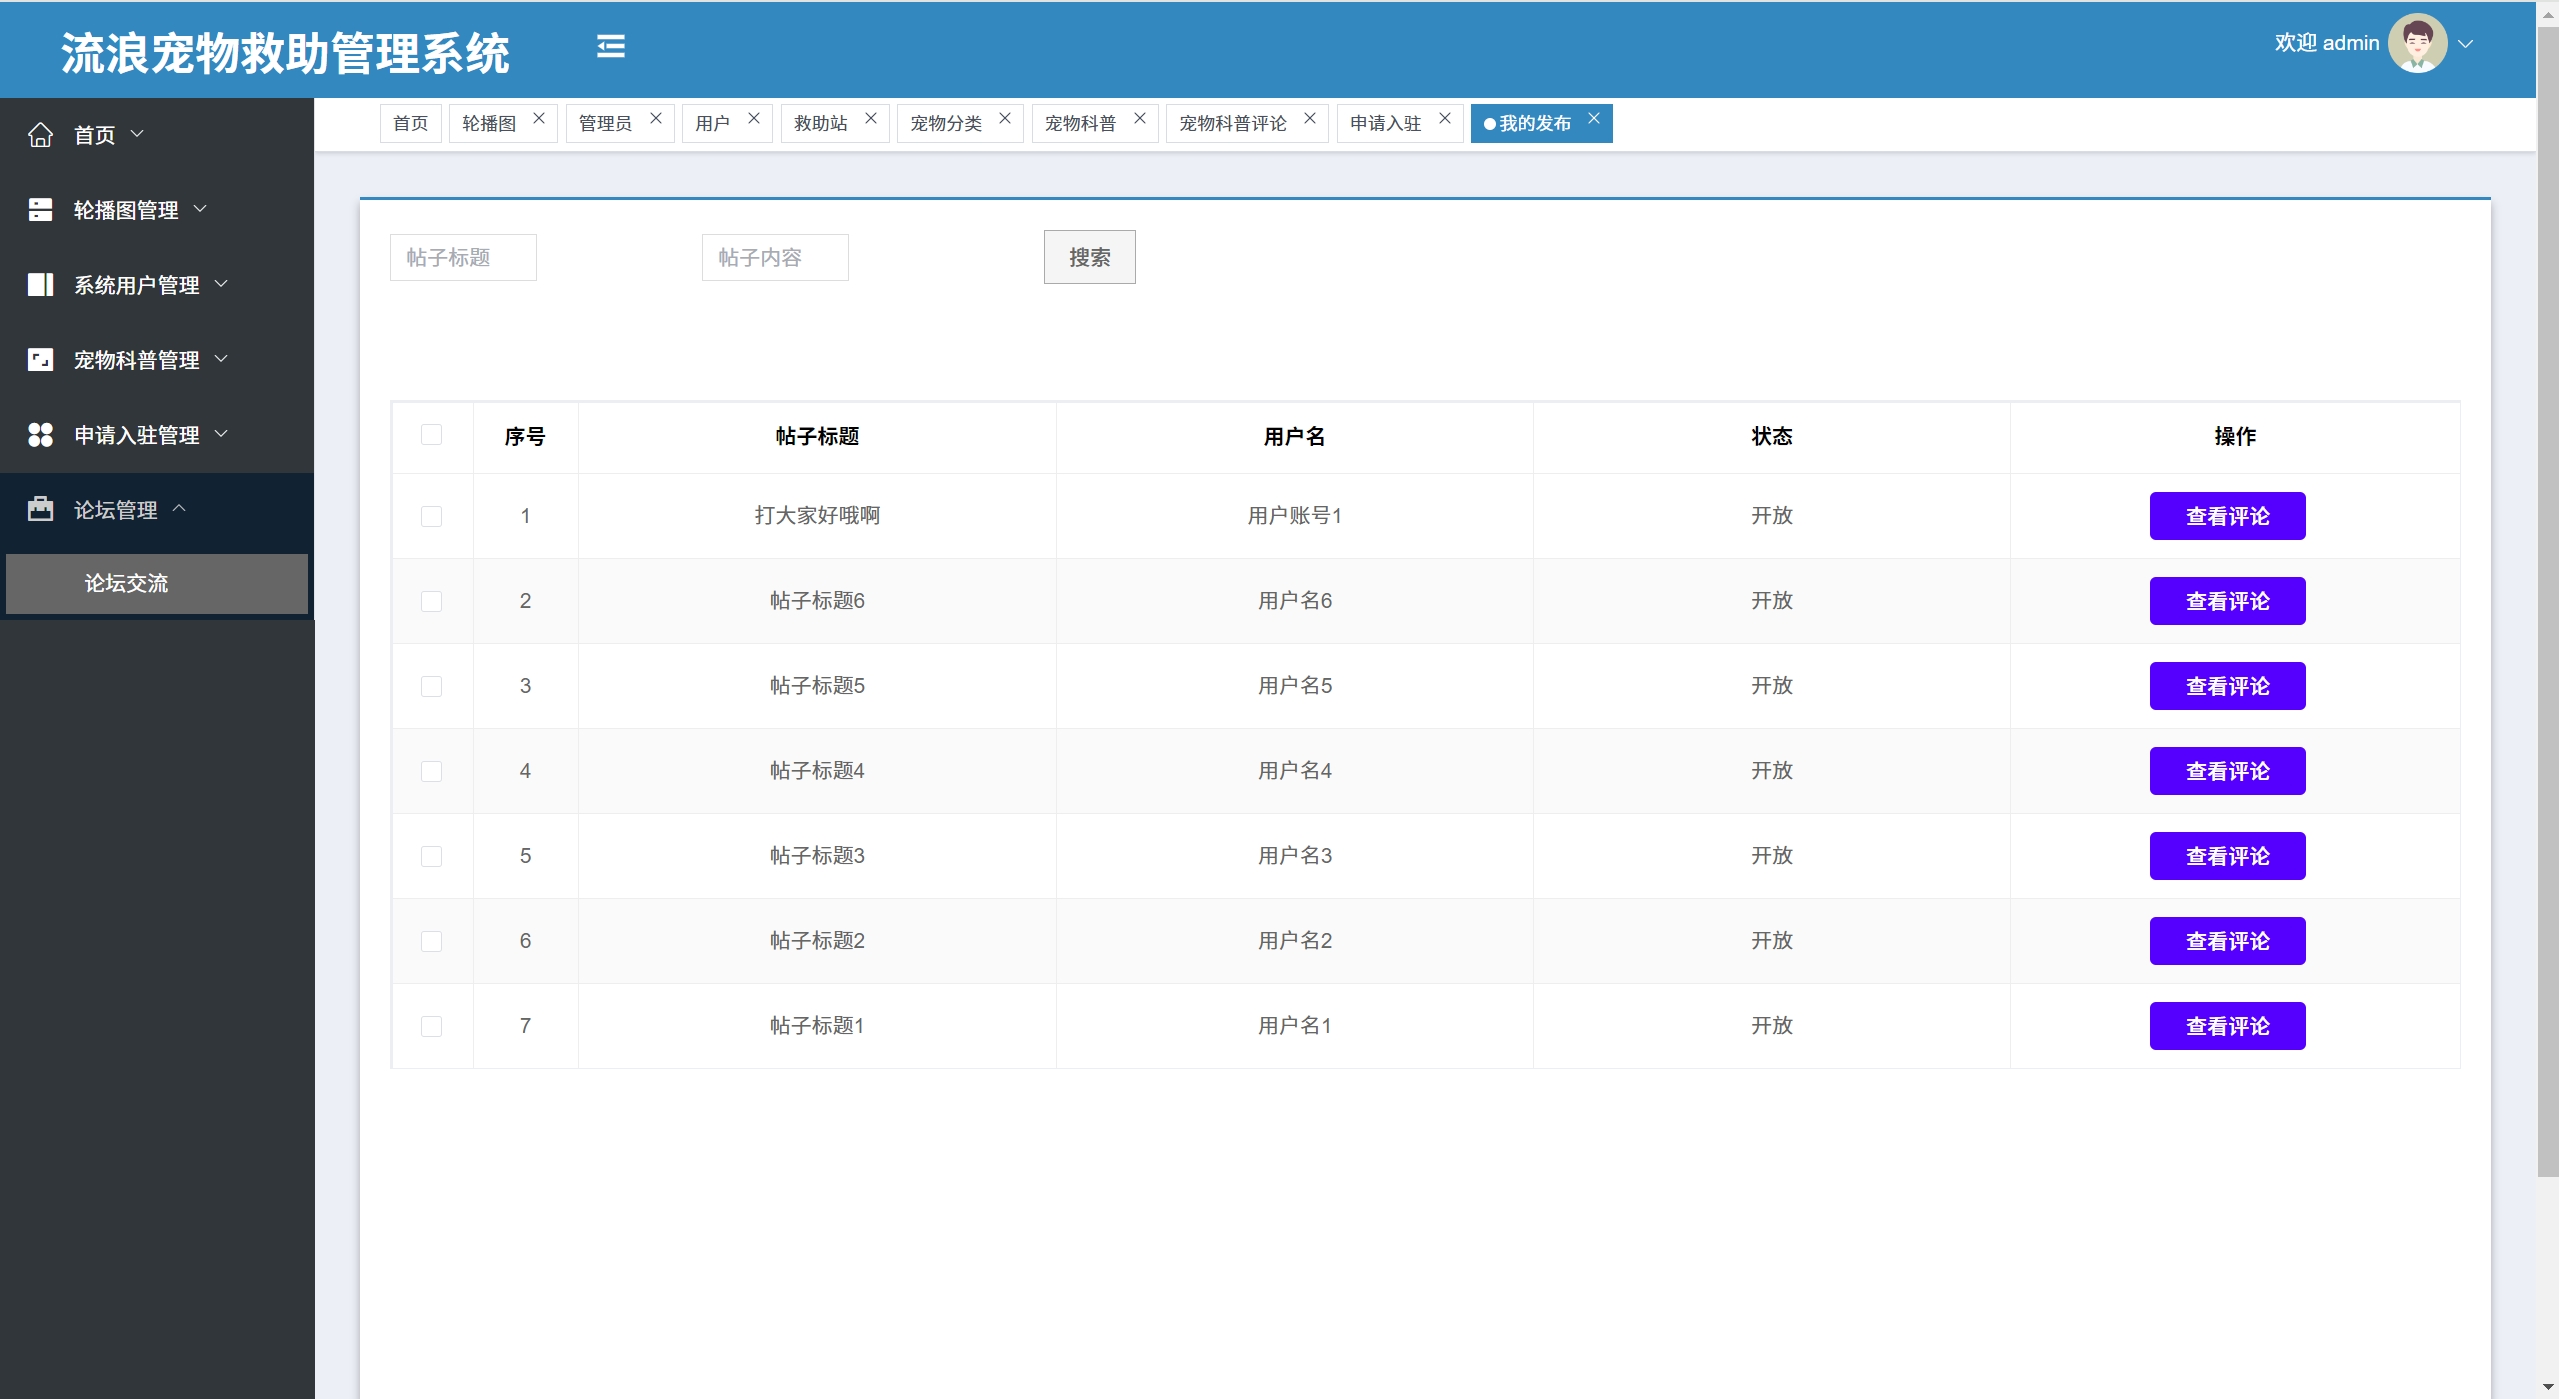 流浪宠物救助管理系统
欢迎 admin
首页 轮播图 管理员 用户 救助站 宠物分类 宠物科普 宠物科普评论 申请入驻 我的发布
首页
轮播图管理
系统用户管理
宠物科普管理
申请入驻管理
论坛管理
论坛交流
帖子标题 帖子内容 搜索
序号 帖子标题 用户名 状态 操作
1 打大家好哦啊 用户账号1 开放 查看评论
2 帖子标题6 用户名6 开放 查看评论
3 帖子标题5 用户名5 开放 查看评论
4 帖子标题4 用户名4 开放 查看评论
5 帖子标题3 用户名3 开放 查看评论
6 帖子标题2 用户名2 开放 查看评论
7 帖子标题1 用户名1 开放 查看评论